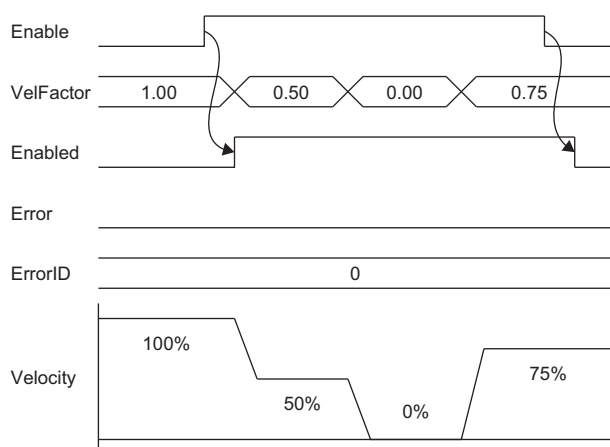 Enable
VelFactor 1.00 0.50 0.00 0.75
Enabled
Error
ErrorID 0
Velocity 100% 50% 0% 75%